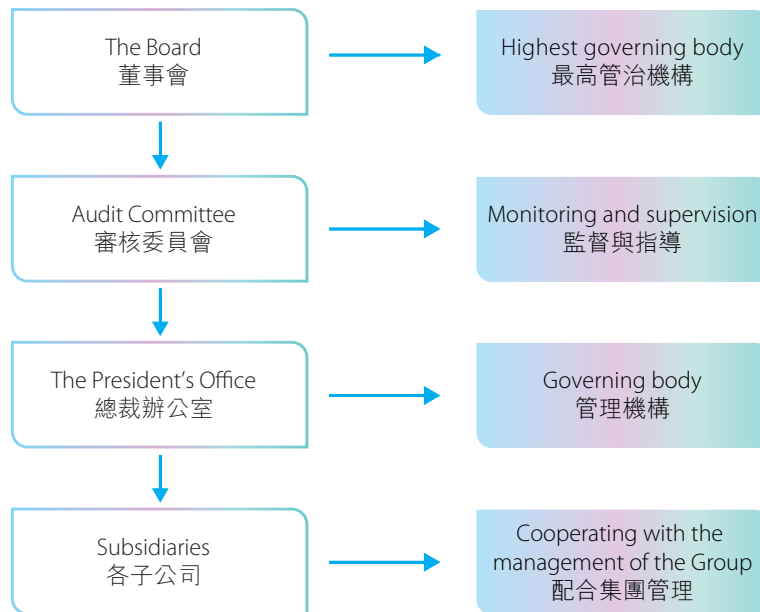 The Board
董事會
Highest governing body
最高管治機構
Audit Committee
審核委員會
Monitoring and supervision
監督與指導
The President’s Office
總裁辦公室
Governing body
管理機構
Subsidiaries
各子公司
Cooperating with the
management of the Group
配合集團管理